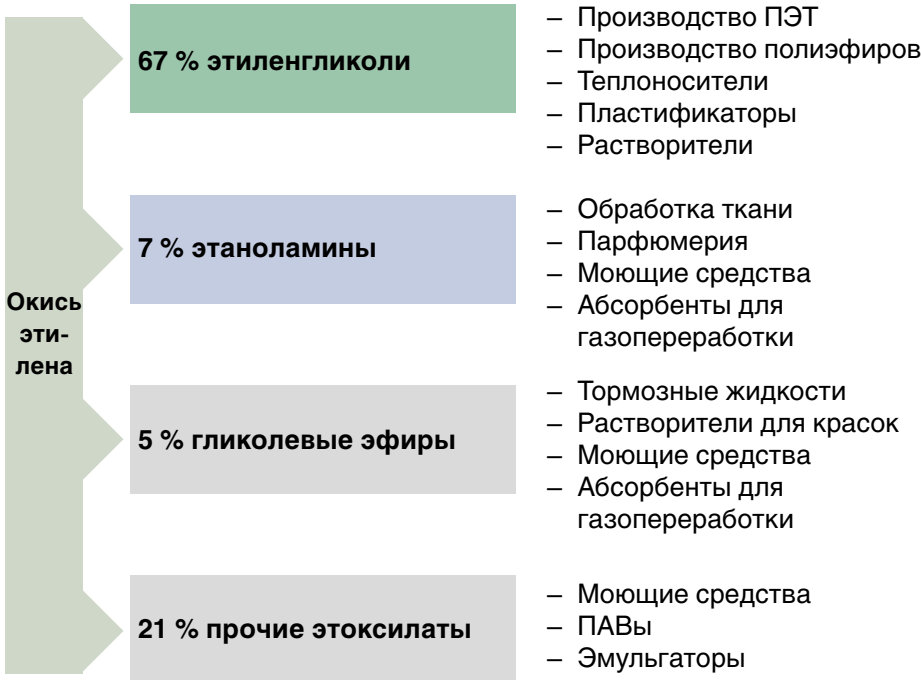 Окись
эти-
лена
67 % этиленгликоли
– Производство ПЭТ
– Производство полиэфиров
– Теплоносители
– Пластификаторы
– Растворители
7 % этаноламины
– Обработка ткани
– Парфюмерия
– Моющие средства
– Абсорбенты для
газопереработки
5 % гликолевые эфиры
– Тормозные жидкости
– Растворители для красок
– Моющие средства
– Абсорбенты для
газопереработки
21 % прочие этоксилаты
– Моющие средства
– ПАВы
– Эмульгаторы